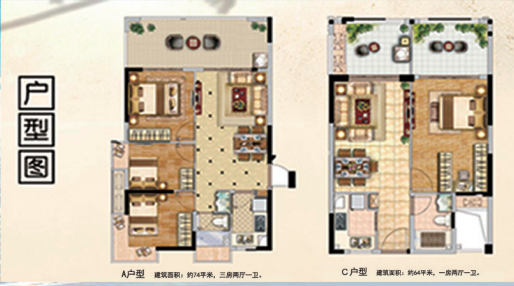 户型图
A户型 建筑面积：约74平米，三房两厅一卫。
C户型 建筑面积：约64平米，一房两厅一卫。